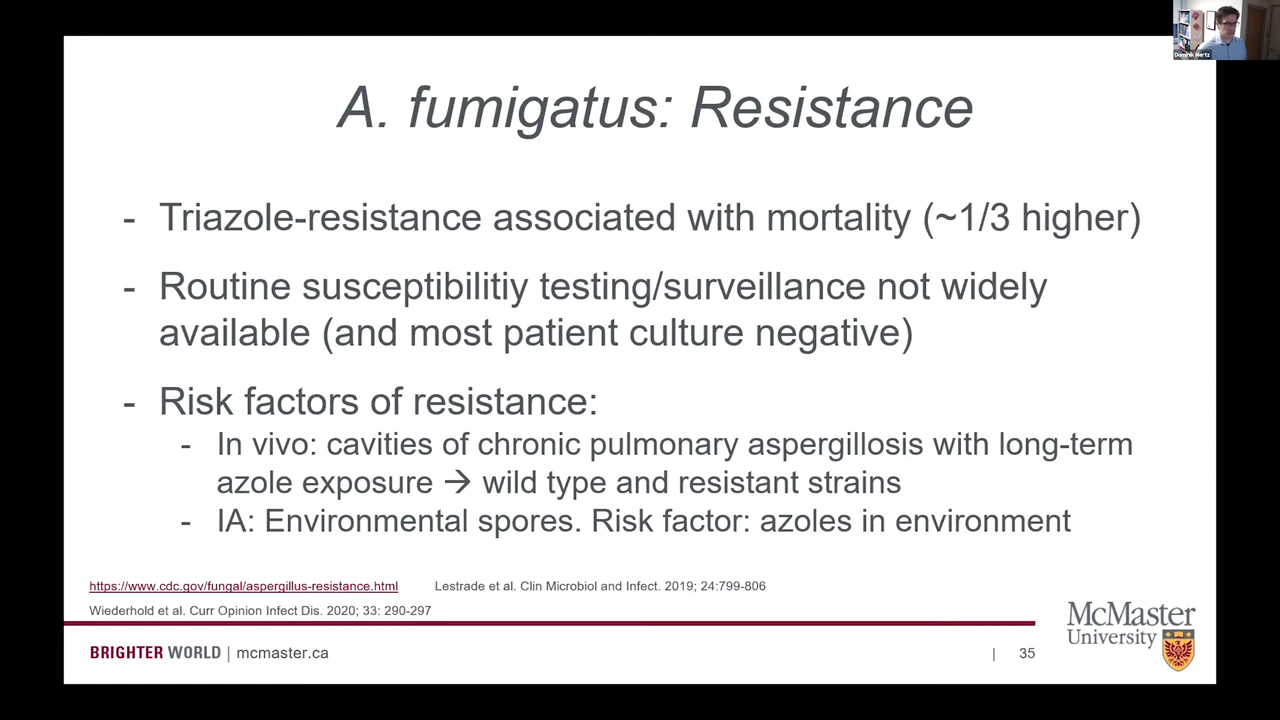 Dominik Mertz
A. fumigatus: Resistance
- Triazole-resistance associated with mortality (~1/3 higher)
- Routine susceptibilitiy testing/surveillance not widely
available (and most patient culture negative)
- Risk factors of resistance:
- In vivo: cavities of chronic pulmonary aspergillosis with long-term
azole exposure → wild type and resistant strains
- IA: Environmental spores. Risk factor: azoles in environment
https://www.cdc.gov/fungal/aspergillus-resistance.html Lestrade et al. Clin Microbiol and Infect. 2019; 24:799-806
Wiederhold et al. Curr Opinion Infect Dis. 2020; 33: 290-297
BRIGHTER WORLD | mcmaster.ca | 35
McMaster
University